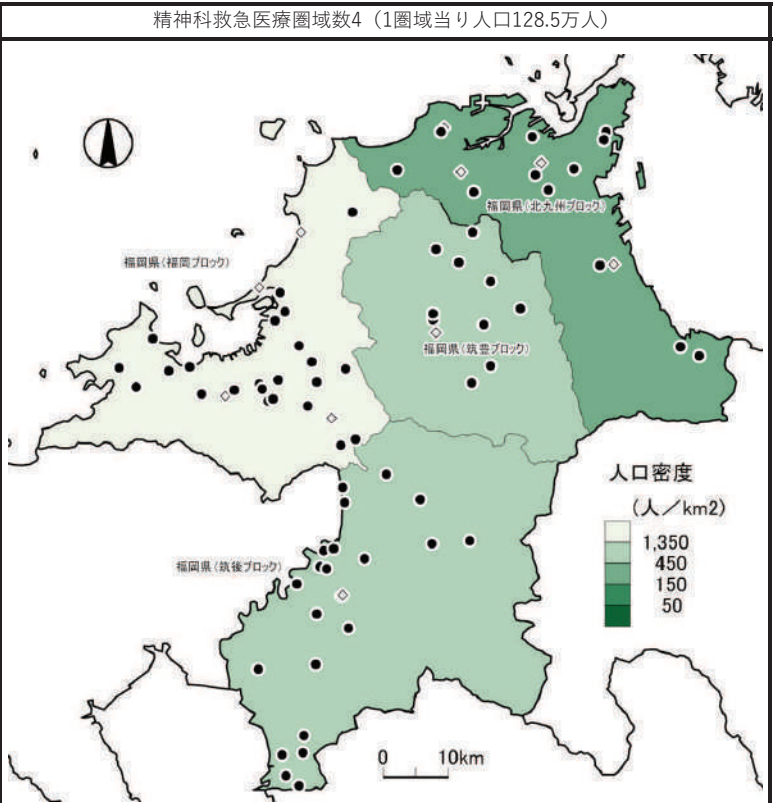 精神科救急医療圏域数4（1圏域当り人口128.5万人）
福岡県（北九州ブロック）
福岡県（福岡ブロック）
福岡県（筑豊ブロック）
人口密度
(人／km2)
1,350
450
150
50
福岡県（筑後ブロック）
0 10km